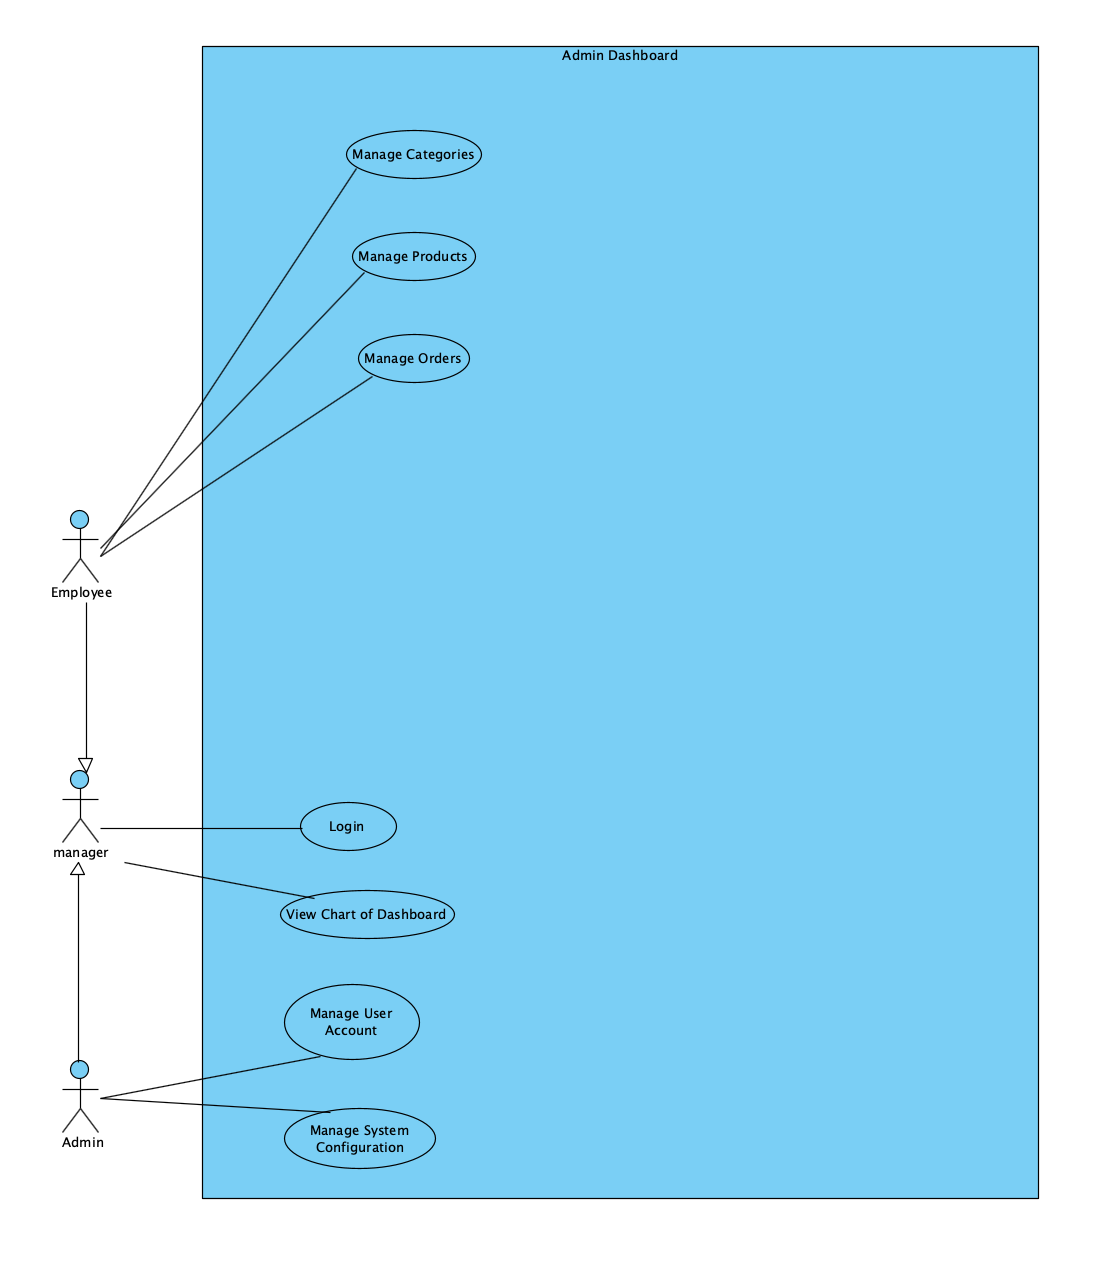 Admin Dashboard
Manage Categories
Manage Products
Manage Orders
Employee
Login
manager
View Chart of Dashboard
Manage User
Account
Manage System
Configuration
Admin